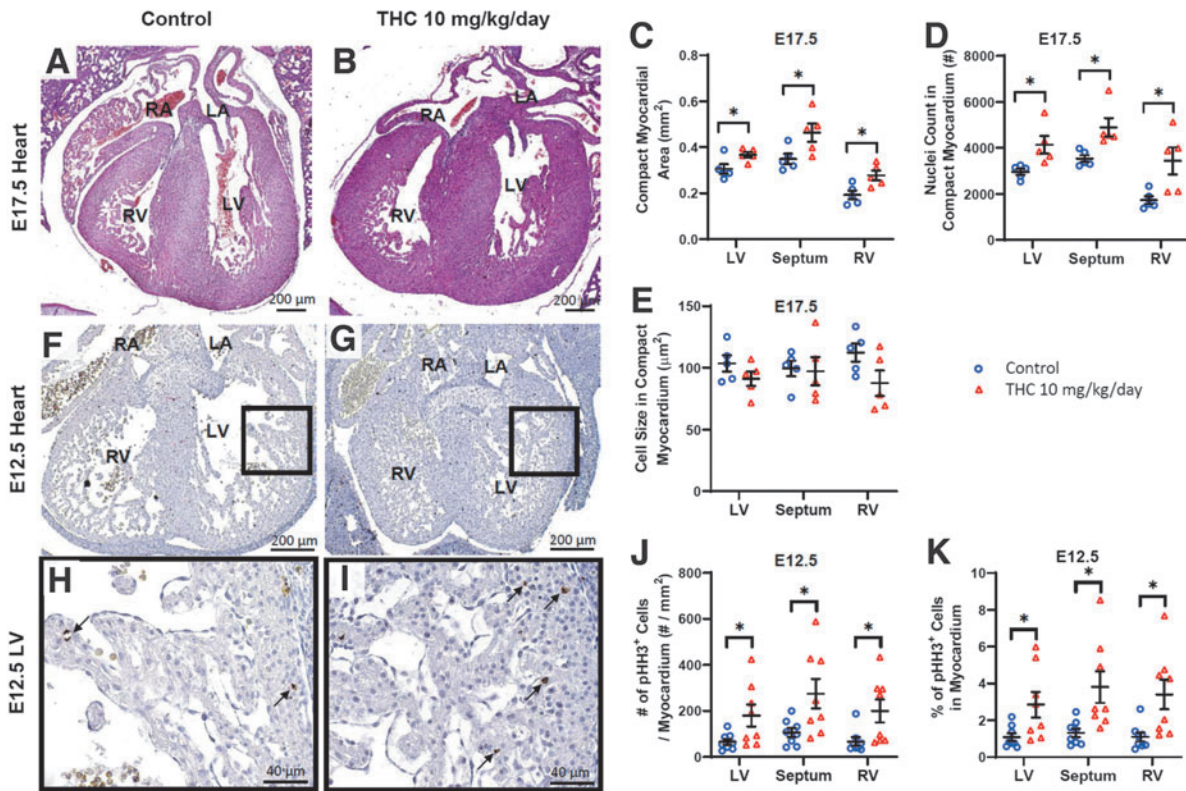 Control
THC 10 mg/kg/day
E17.5 Heart
A
RA
LA
RV
LV
200 µm
B
RA
LA
RV
LV
200 µm
C
E17.5
Compact Myocardial
Area (mm²)
0.8
0.6
0.4
0.2
0.0
*
*
*
LV
Septum
RV
D
E17.5
Nuclei Count in
Compact Myocardium (#)
8000
6000
4000
2000
0
*
*
*
LV
Septum
RV
E
E17.5
Cell Size in Compact
Myocardium (µm²)
150
100
50
0
LV
Septum
RV
Control
THC 10 mg/kg/day
E12.5 Heart
F
RA
LA
LV
RV
200 µm
G
RA
LA
RV
LV
200 µm
E12.5 LV
H
40 µm
I
40 µm
J
E12.5
# of pHH3⁺ Cells
/ Myocardium (# / mm²)
800
600
400
200
0
*
*
*
LV
Septum
RV
K
E12.5
% of pHH3⁺ Cells
in Myocardium
10
8
6
4
2
0
*
*
*
LV
Septum
RV